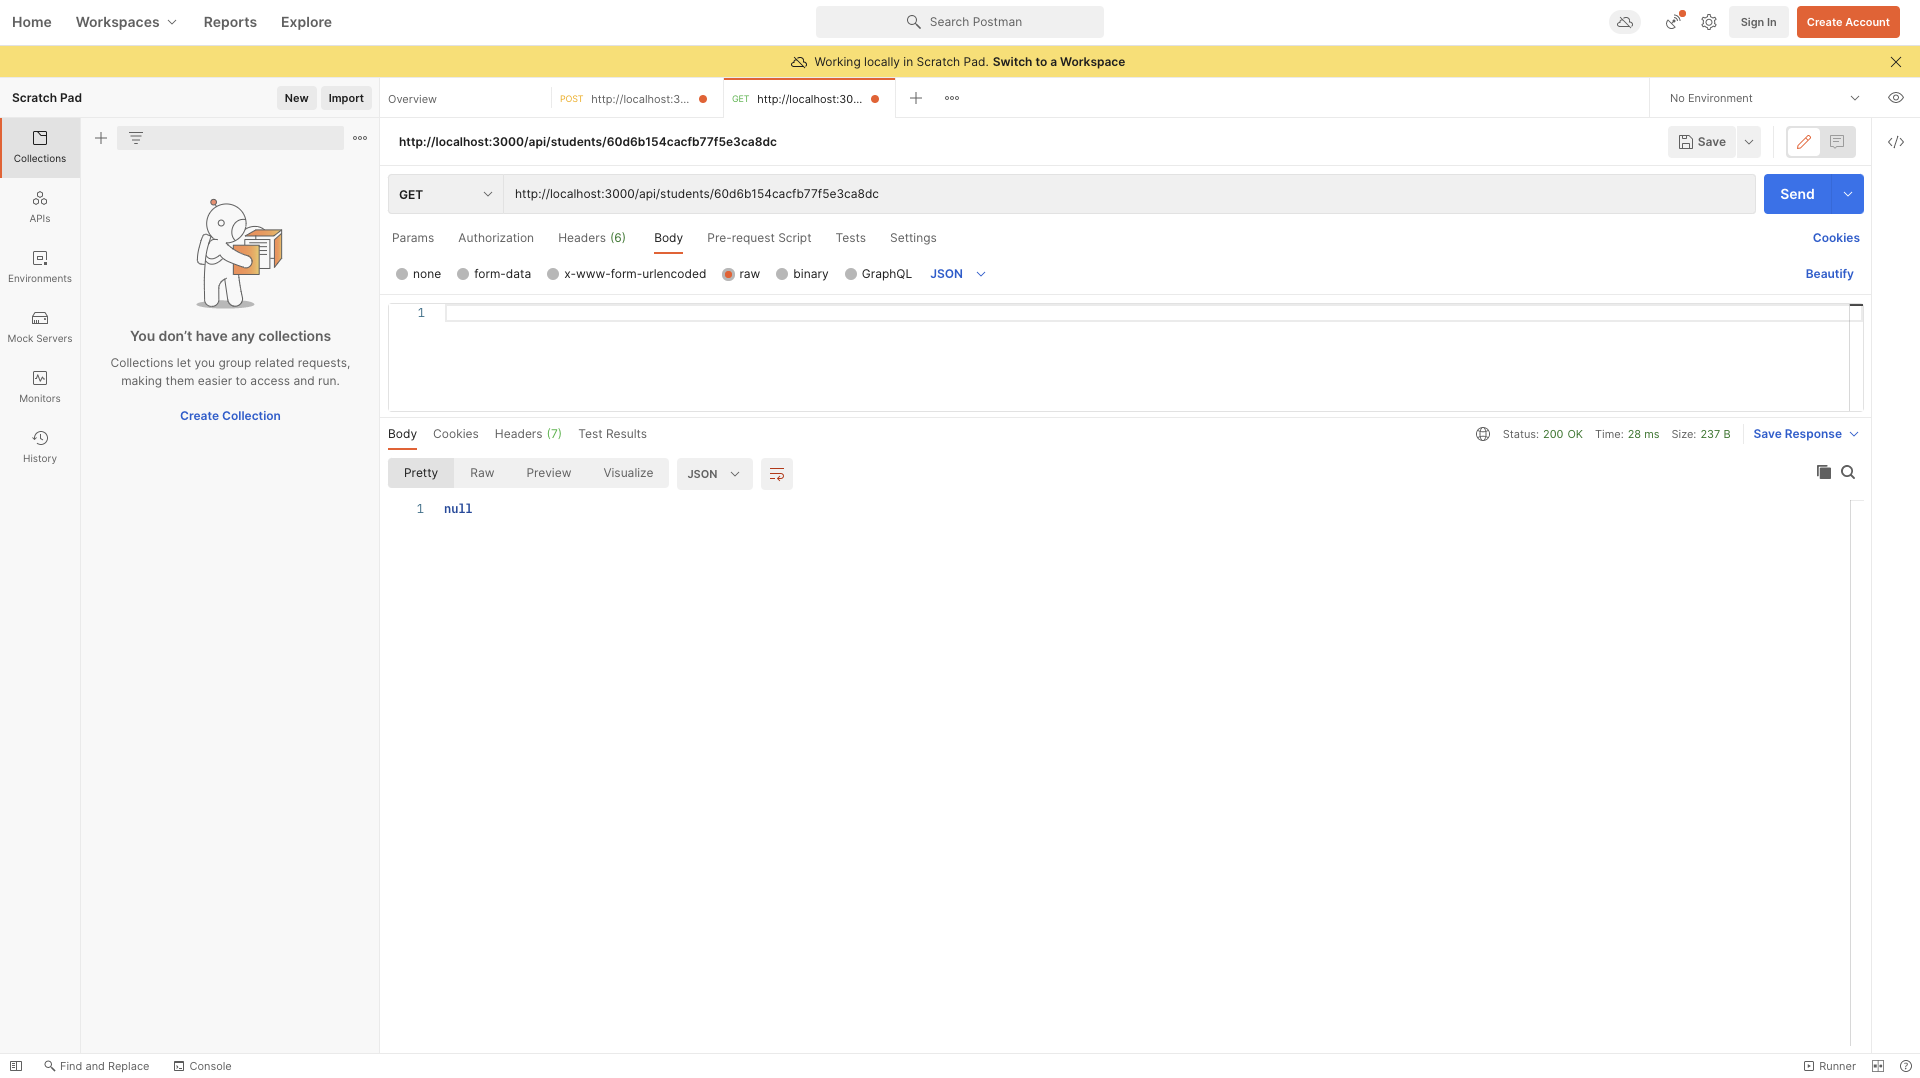 Home Workspaces Reports Explore Search Postman Sign In Create Account
Working locally in Scratch Pad. Switch to a Workspace
Scratch Pad New Import Overview POST http://localhost:3... GET http://localhost:30... No Environment
http://localhost:3000/api/students/60d6b154cacfb77f5e3ca8dc Save
GET http://localhost:3000/api/students/60d6b154cacfb77f5e3ca8dc Send
Params Authorization Headers (6) Body Pre-request Script Tests Settings Cookies
none form-data x-www-form-urlencoded raw binary GraphQL JSON Beautify
1
Collections
APIs
Environments
Mock Servers
Monitors
History
You don’t have any collections
Collections let you group related requests,
making them easier to access and run.
Create Collection
Body Cookies Headers (7) Test Results Status: 200 OK Time: 28 ms Size: 237 B Save Response
Pretty Raw Preview Visualize JSON
1 null
Find and Replace Console Runner